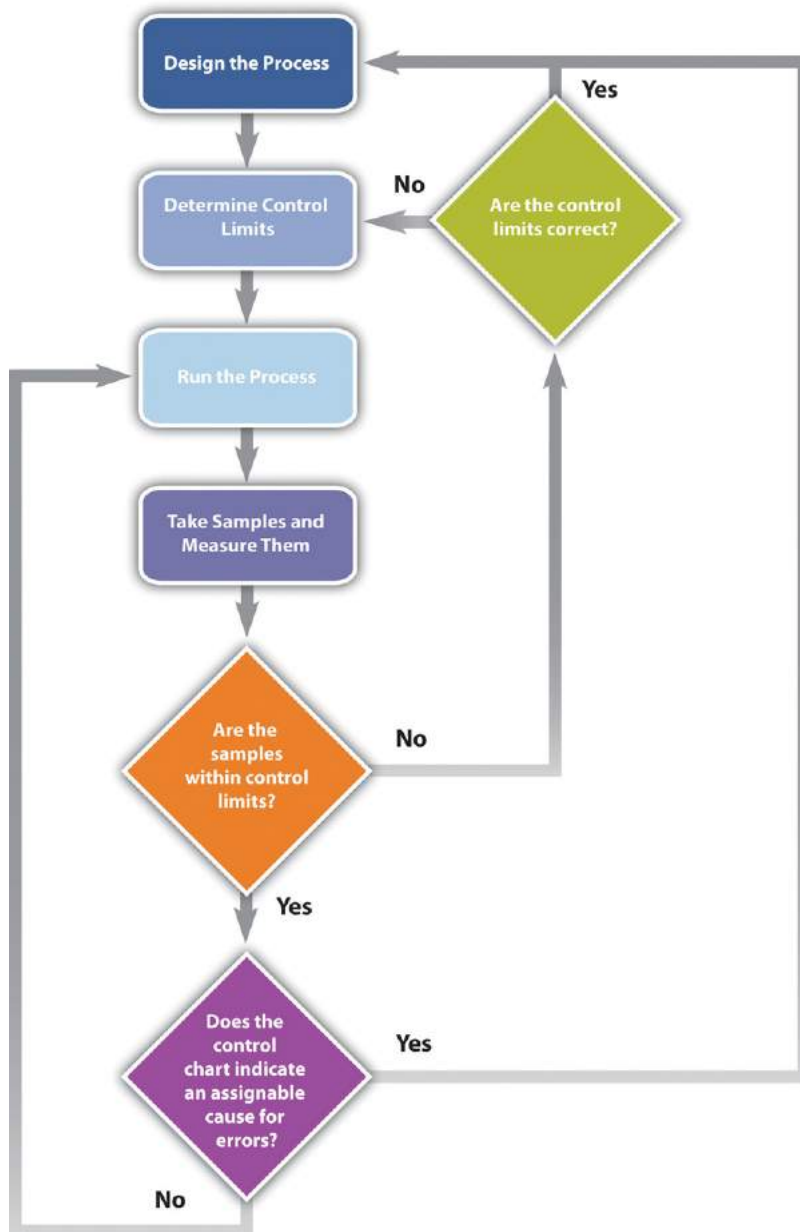 Design the Process
Yes
No
Determine Control
Limits
Are the control
limits correct?
Run the Process
Take Samples and
Measure Them
Are the
samples
within control
limits?
No
Yes
Does the
control
chart indicate
an assignable
cause for
errors?
Yes
No